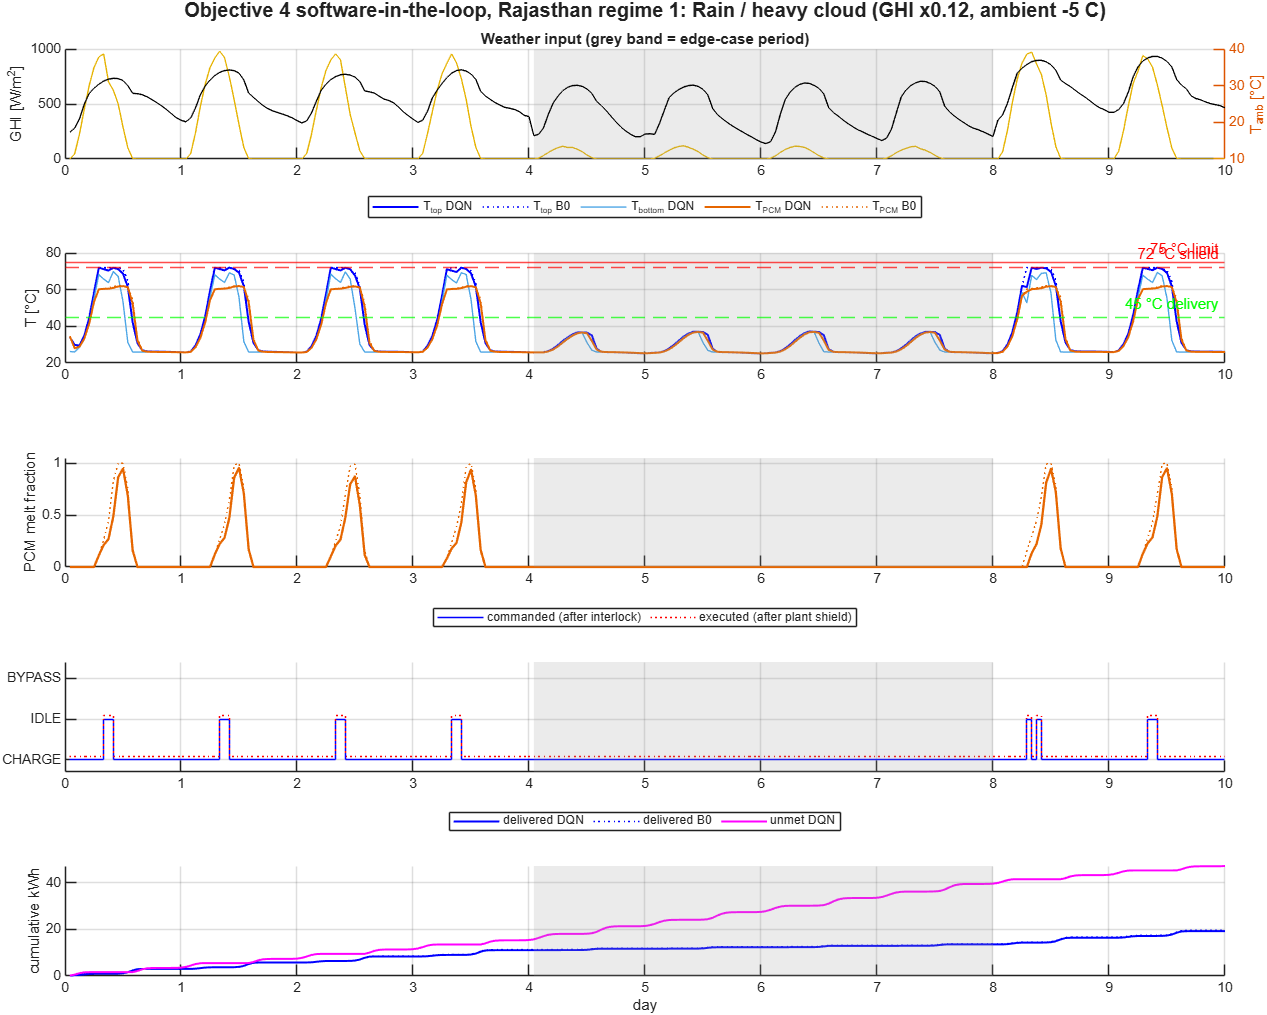 Objective 4 software-in-the-loop, Rajasthan regime 1: Rain / heavy cloud (GHI x0.12, ambient -5 C)
Weather input (grey band = edge-case period)
GHI [W/m²]
1000
500
0
T_amb [°C]
40
30
20
10
0 1 2 3 4 5 6 7 8 9 10
T_top DQN T_top B0 T_bottom DQN T_PCM DQN T_PCM B0
T [°C]
80
60
40
20
75 °C limit
72 °C shield
45 °C delivery
0 1 2 3 4 5 6 7 8 9 10
PCM melt fraction
1
0.5
0
0 1 2 3 4 5 6 7 8 9 10
commanded (after interlock) executed (after plant shield)
BYPASS
IDLE
CHARGE
0 1 2 3 4 5 6 7 8 9 10
delivered DQN delivered B0 unmet DQN
cumulative kWh
40
20
0
0 1 2 3 4 5 6 7 8 9 10
day